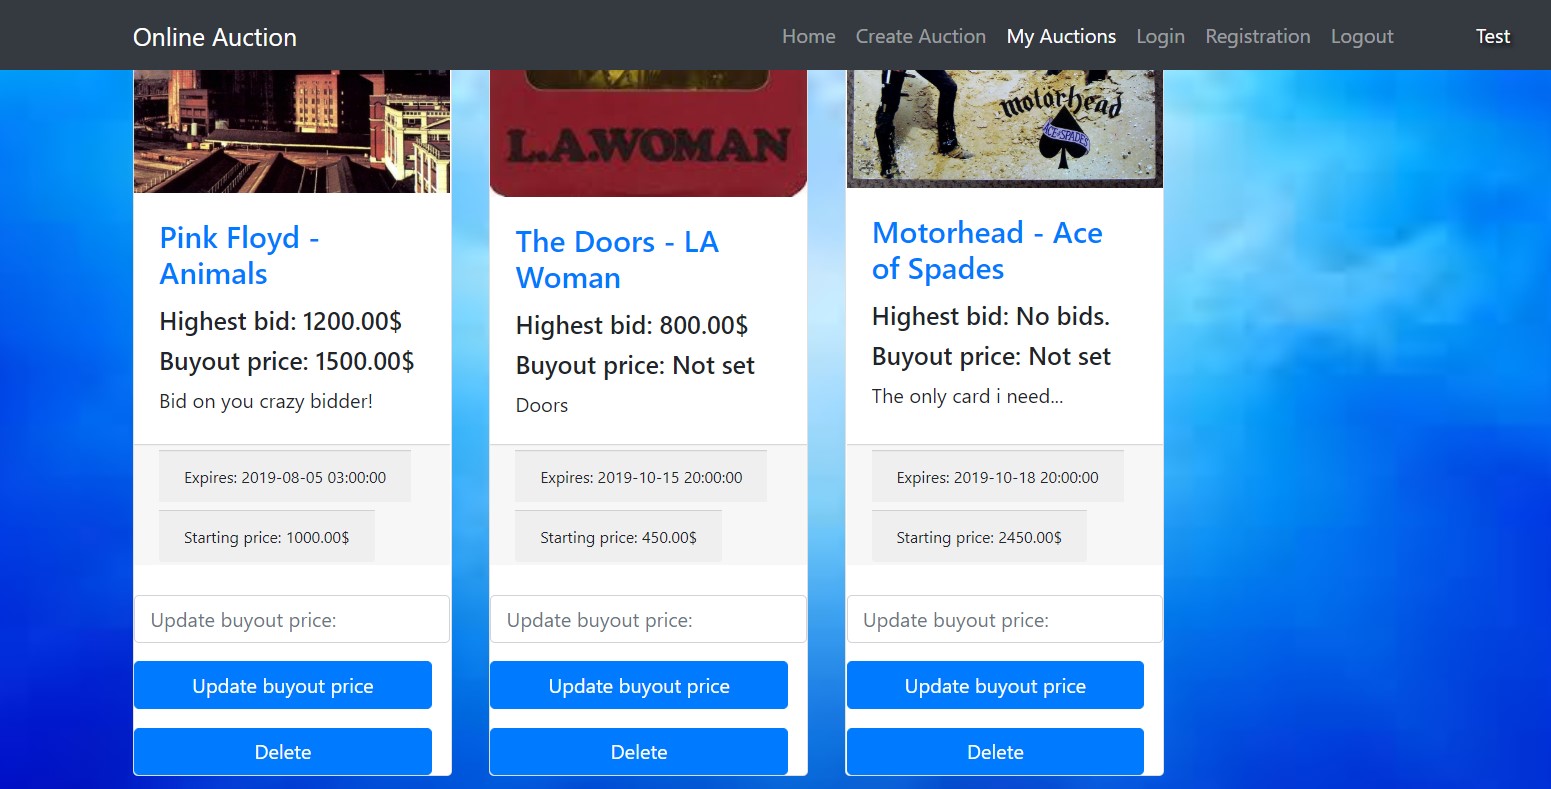 Online Auction
Home Create Auction My Auctions Login Registration Logout Test
L.A.WOMAN
motörhead
ACE OF SPADES
Pink Floyd -
Animals
Highest bid: 1200.00$
Buyout price: 1500.00$
Bid on you crazy bidder!
Expires: 2019-08-05 03:00:00
Starting price: 1000.00$
Update buyout price:
Update buyout price
Delete
The Doors - LA
Woman
Highest bid: 800.00$
Buyout price: Not set
Doors
Expires: 2019-10-15 20:00:00
Starting price: 450.00$
Update buyout price:
Update buyout price
Delete
Motorhead - Ace
of Spades
Highest bid: No bids.
Buyout price: Not set
The only card i need...
Expires: 2019-10-18 20:00:00
Starting price: 2450.00$
Update buyout price:
Update buyout price
Delete